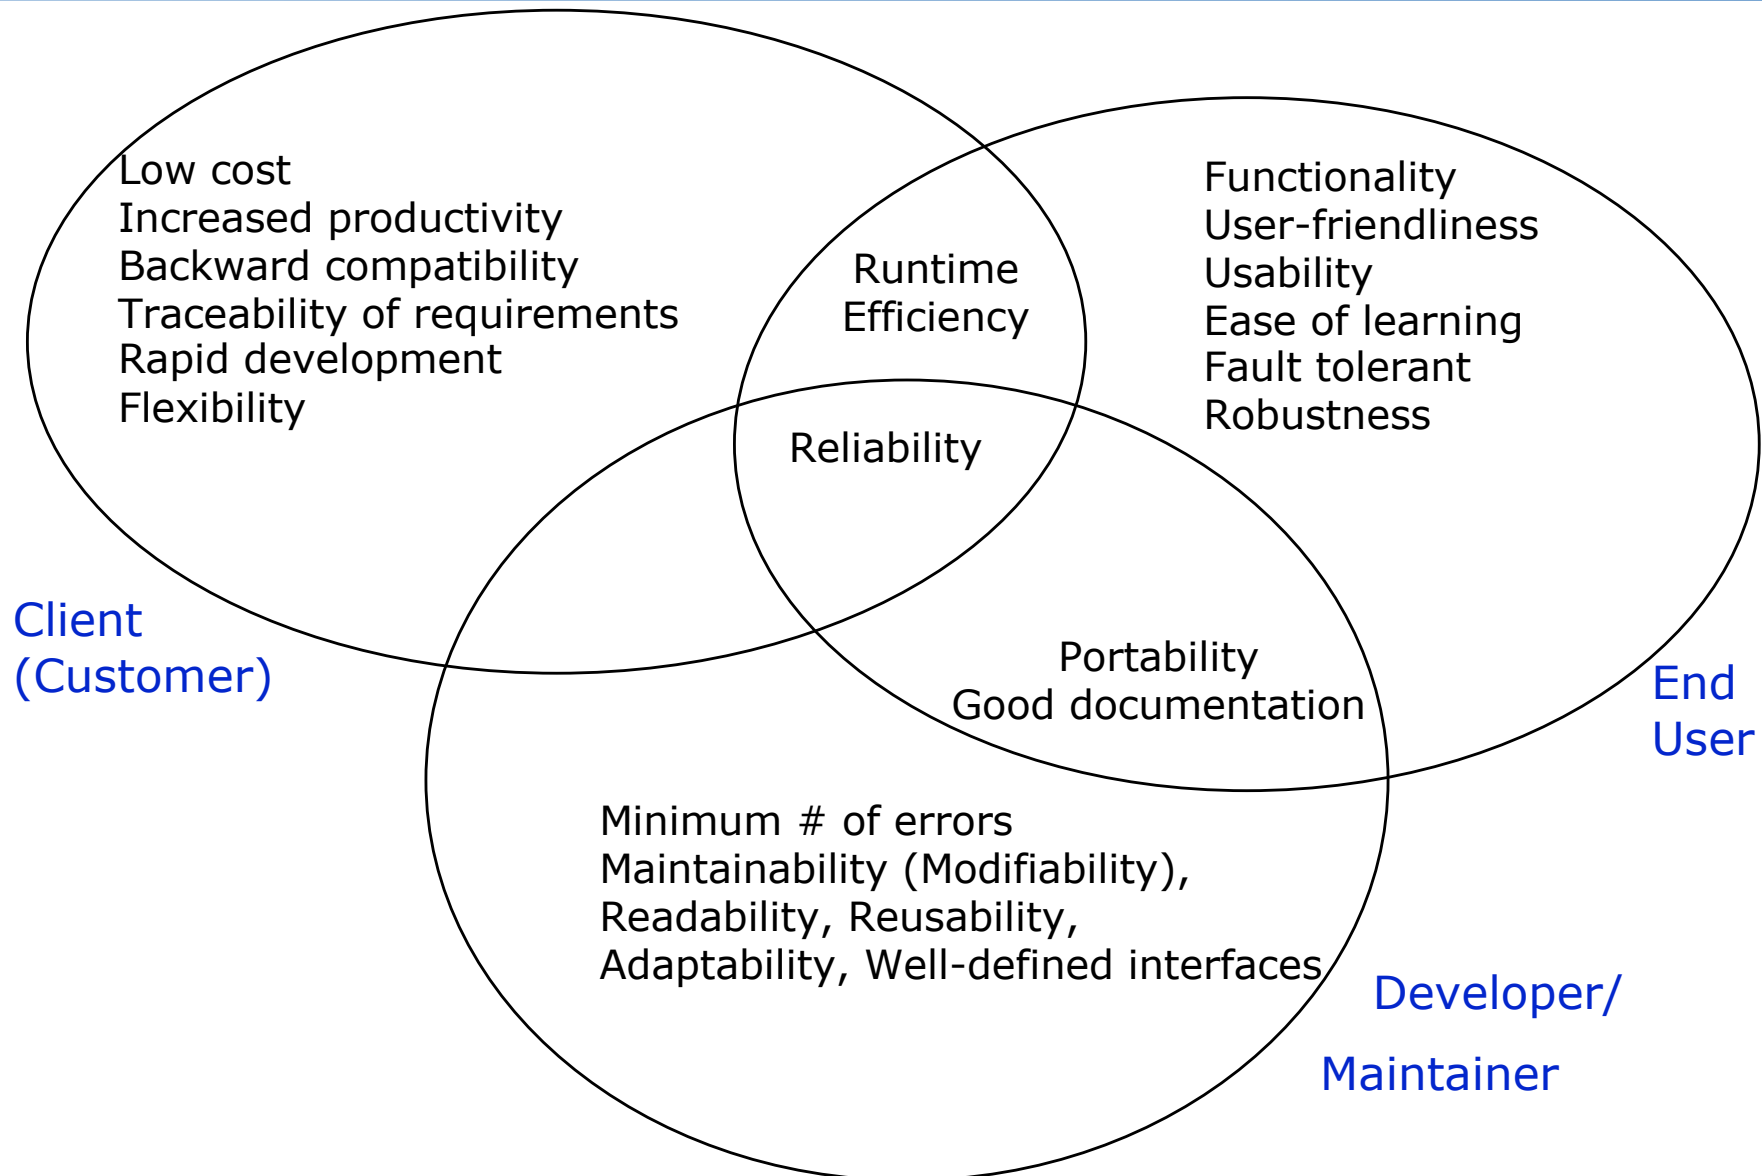 Low cost
Increased productivity
Backward compatibility
Traceability of requirements
Rapid development
Flexibility
Runtime
Efficiency
Functionality
User-friendliness
Usability
Ease of learning
Fault tolerant
Robustness
Reliability
Client
(Customer)
Portability
Good documentation
End
User
Minimum # of errors
Maintainability (Modifiability),
Readability, Reusability,
Adaptability, Well-defined interfaces
Developer/
Maintainer